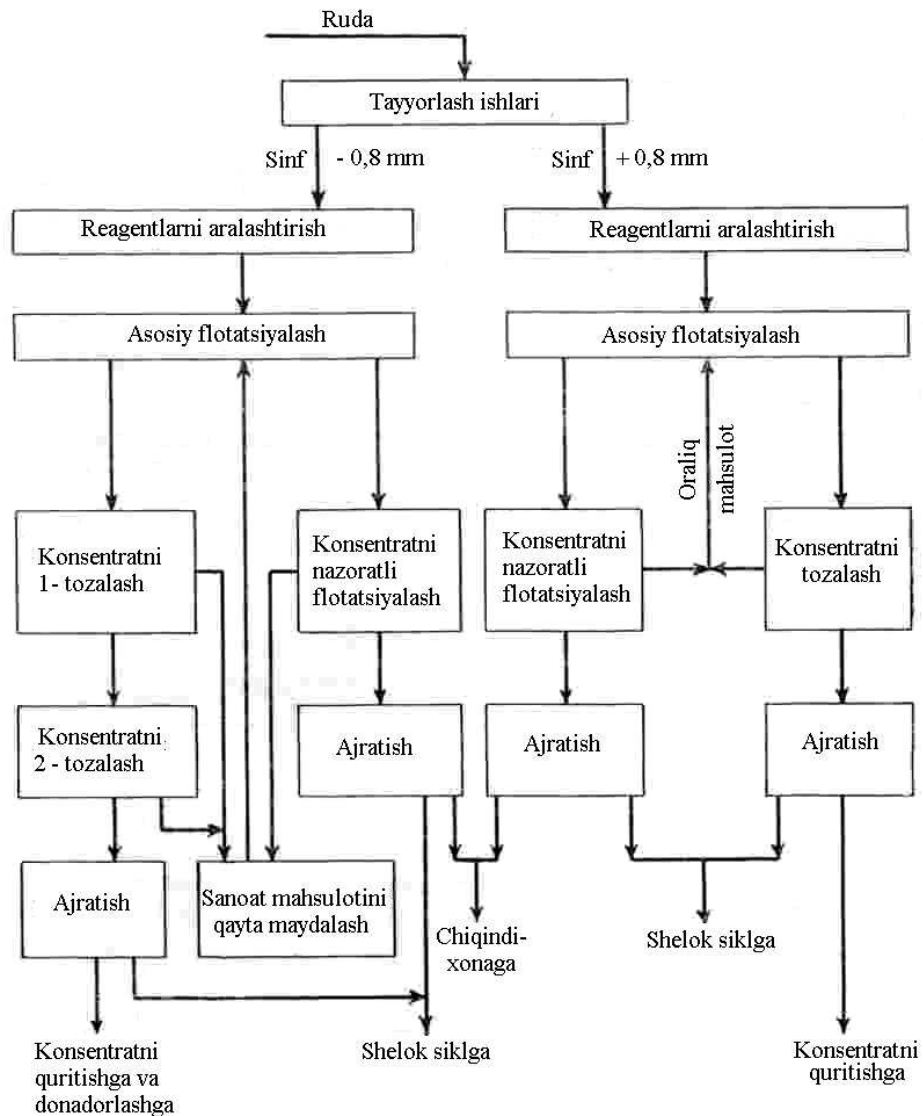 Ruda
Tayyorlash ishlari
Sinf - 0,8 mm
Sinf + 0,8 mm
Reagentlarni aralashtirish
Reagentlarni aralashtirish
Asosiy flotatsiyalash
Asosiy flotatsiyalash
Oraliq
mahsulot
Konsentratni
1- tozalash
Konsentratni
nazoratli
flotatsiyalash
Konsentratni
nazoratli
flotatsiyalash
Konsentratni
tozalash
Konsentratni
2 - tozalash
Ajratish
Ajratish
Ajratish
Ajratish
Sanoat mahsulotini
qayta maydalash
Chiqindi-
xonaga
Shelok siklga
Konsentratni
quritishga va
donadorlashga
Shelok siklga
Konsentratni
quritishga